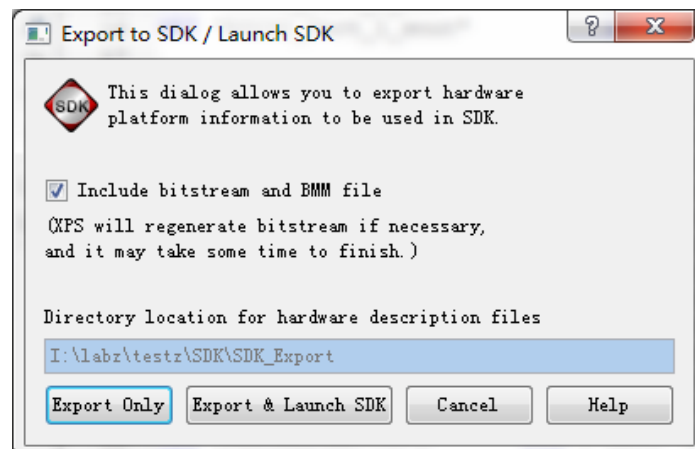 Export to SDK / Launch SDK
SDK
This dialog allows you to export hardware
platform information to be used in SDK.
Include bitstream and BMM file
(XPS will regenerate bitstream if necessary,
and it may take some time to finish.)
Directory location for hardware description files
I:\labz\testz\SDK\SDK_Export
Export Only
Export & Launch SDK
Cancel
Help